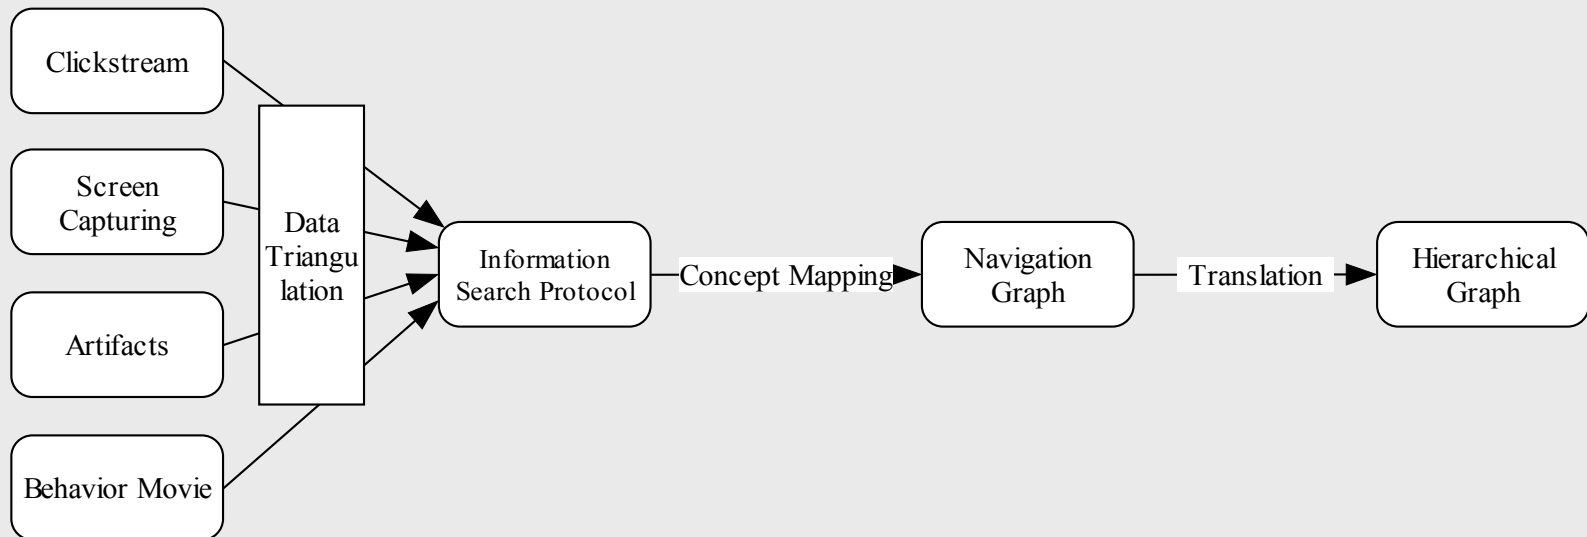 Clickstream
Screen
Capturing
Artifacts
Behavior Movie
Data
Triangu
lation
Information
Search Protocol
Concept Mapping
Navigation
Graph
Translation
Hierarchical
Graph